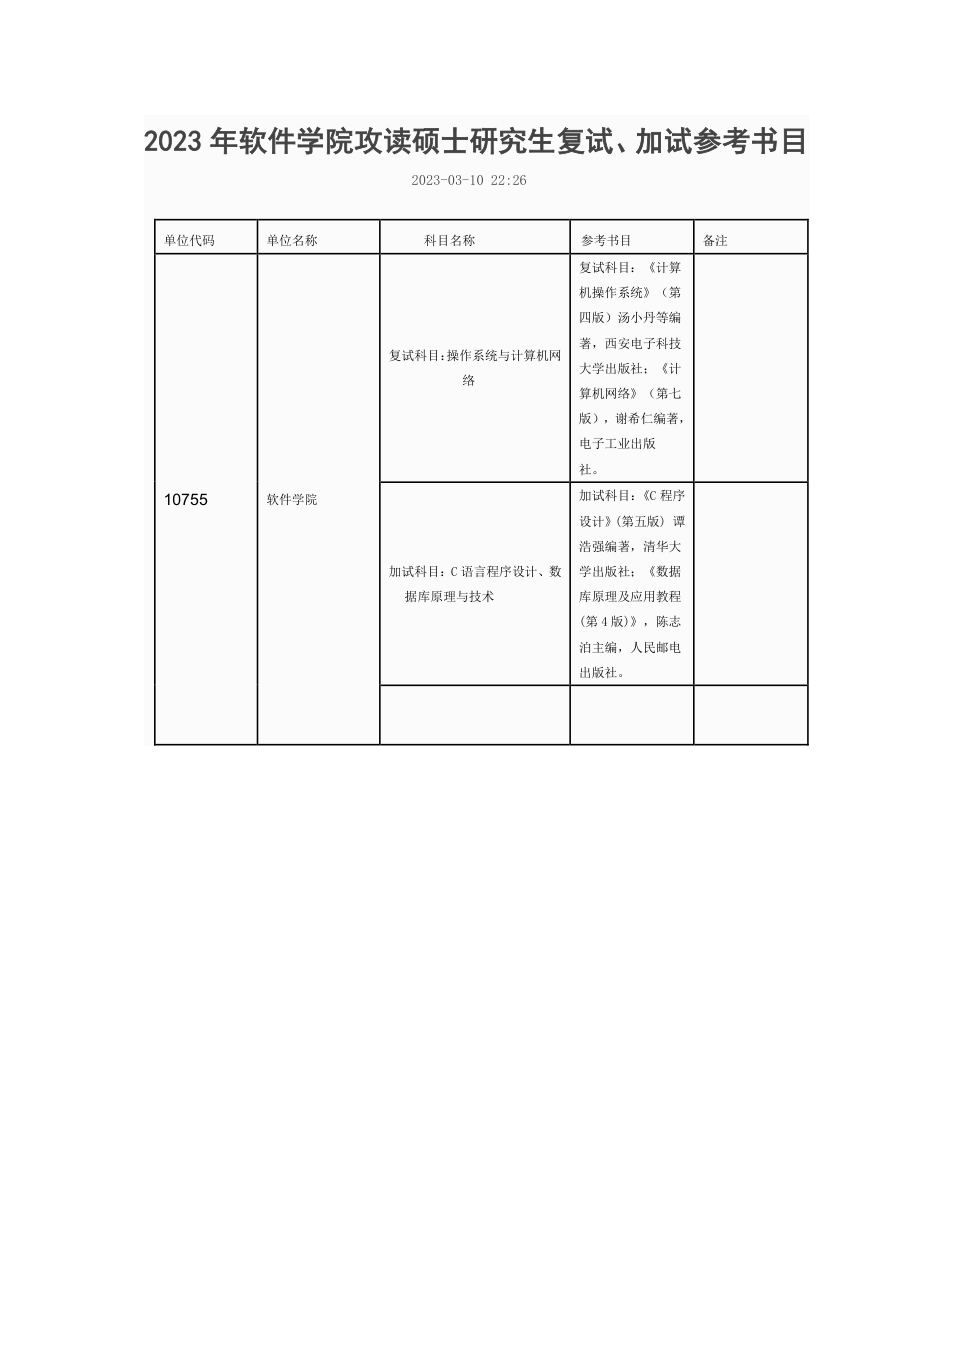 2023 年软件学院攻读硕士研究生复试、加试参考书目
2023-03-10 22:26
单位代码 单位名称 科目名称 参考书目 备注
10755
软件学院
复试科目:操作系统与计算机网
络
复试科目：《计算
机操作系统》（第
四版）汤小丹等编
著，西安电子科技
大学出版社；《计
算机网络》（第七
版），谢希仁编著，
电子工业出版
社。
加试科目：C 语言程序设计、数
据库原理与技术
加试科目：《C 程序
设计》(第五版) 谭
浩强编著，清华大
学出版社；《数据
库原理及应用教程
(第 4 版)》，陈志
泊主编，人民邮电
出版社。